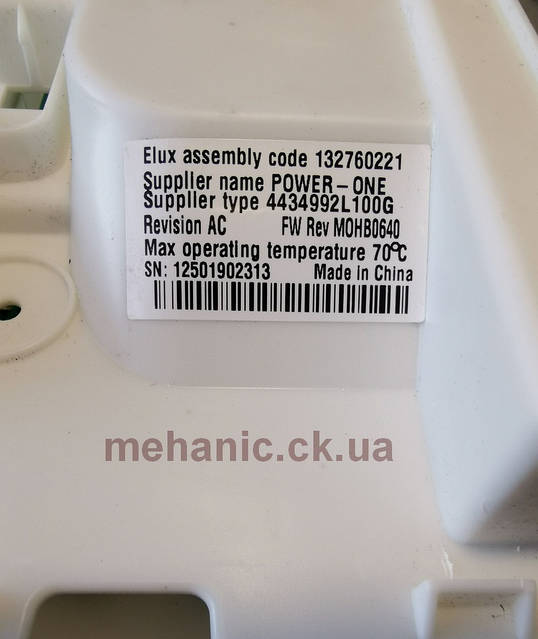 Elux assembly code 132760221
Supplier name POWER-ONE
Supplier type 4434992L100G
Revision AC FW Rev MOHB0640
Max operating temperature 70°C
SN: 12501902313 Made in China
mehanic.ck.ua